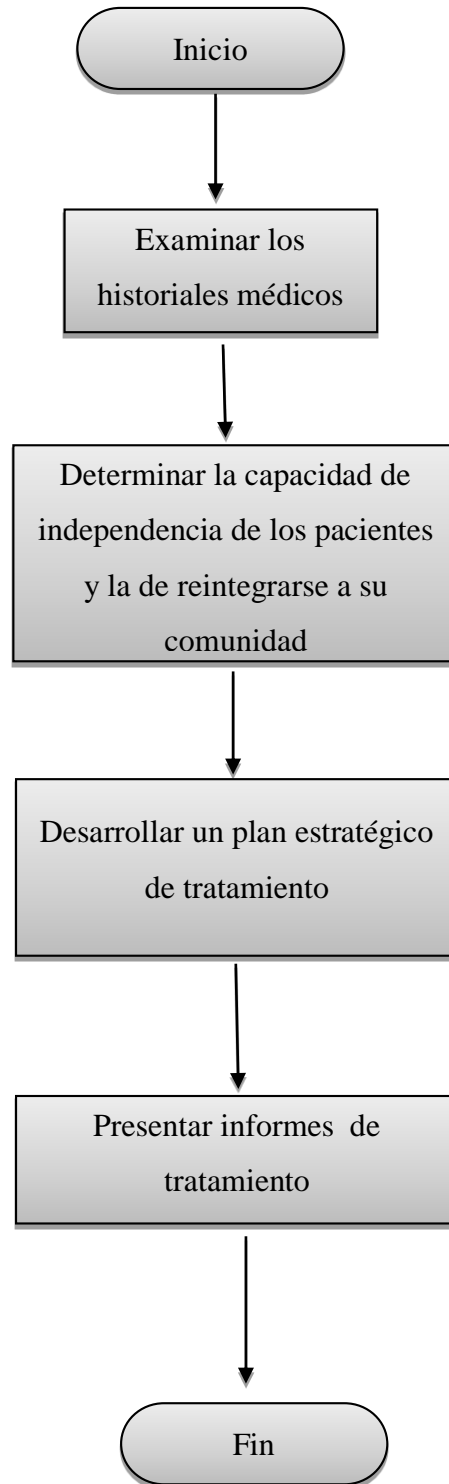 Inicio
Examinar los
historiales médicos
Determinar la capacidad de
independencia de los pacientes
y la de reintegrarse a su
comunidad
Desarrollar un plan estratégico
de tratamiento
Presentar informes de
tratamiento
Fin